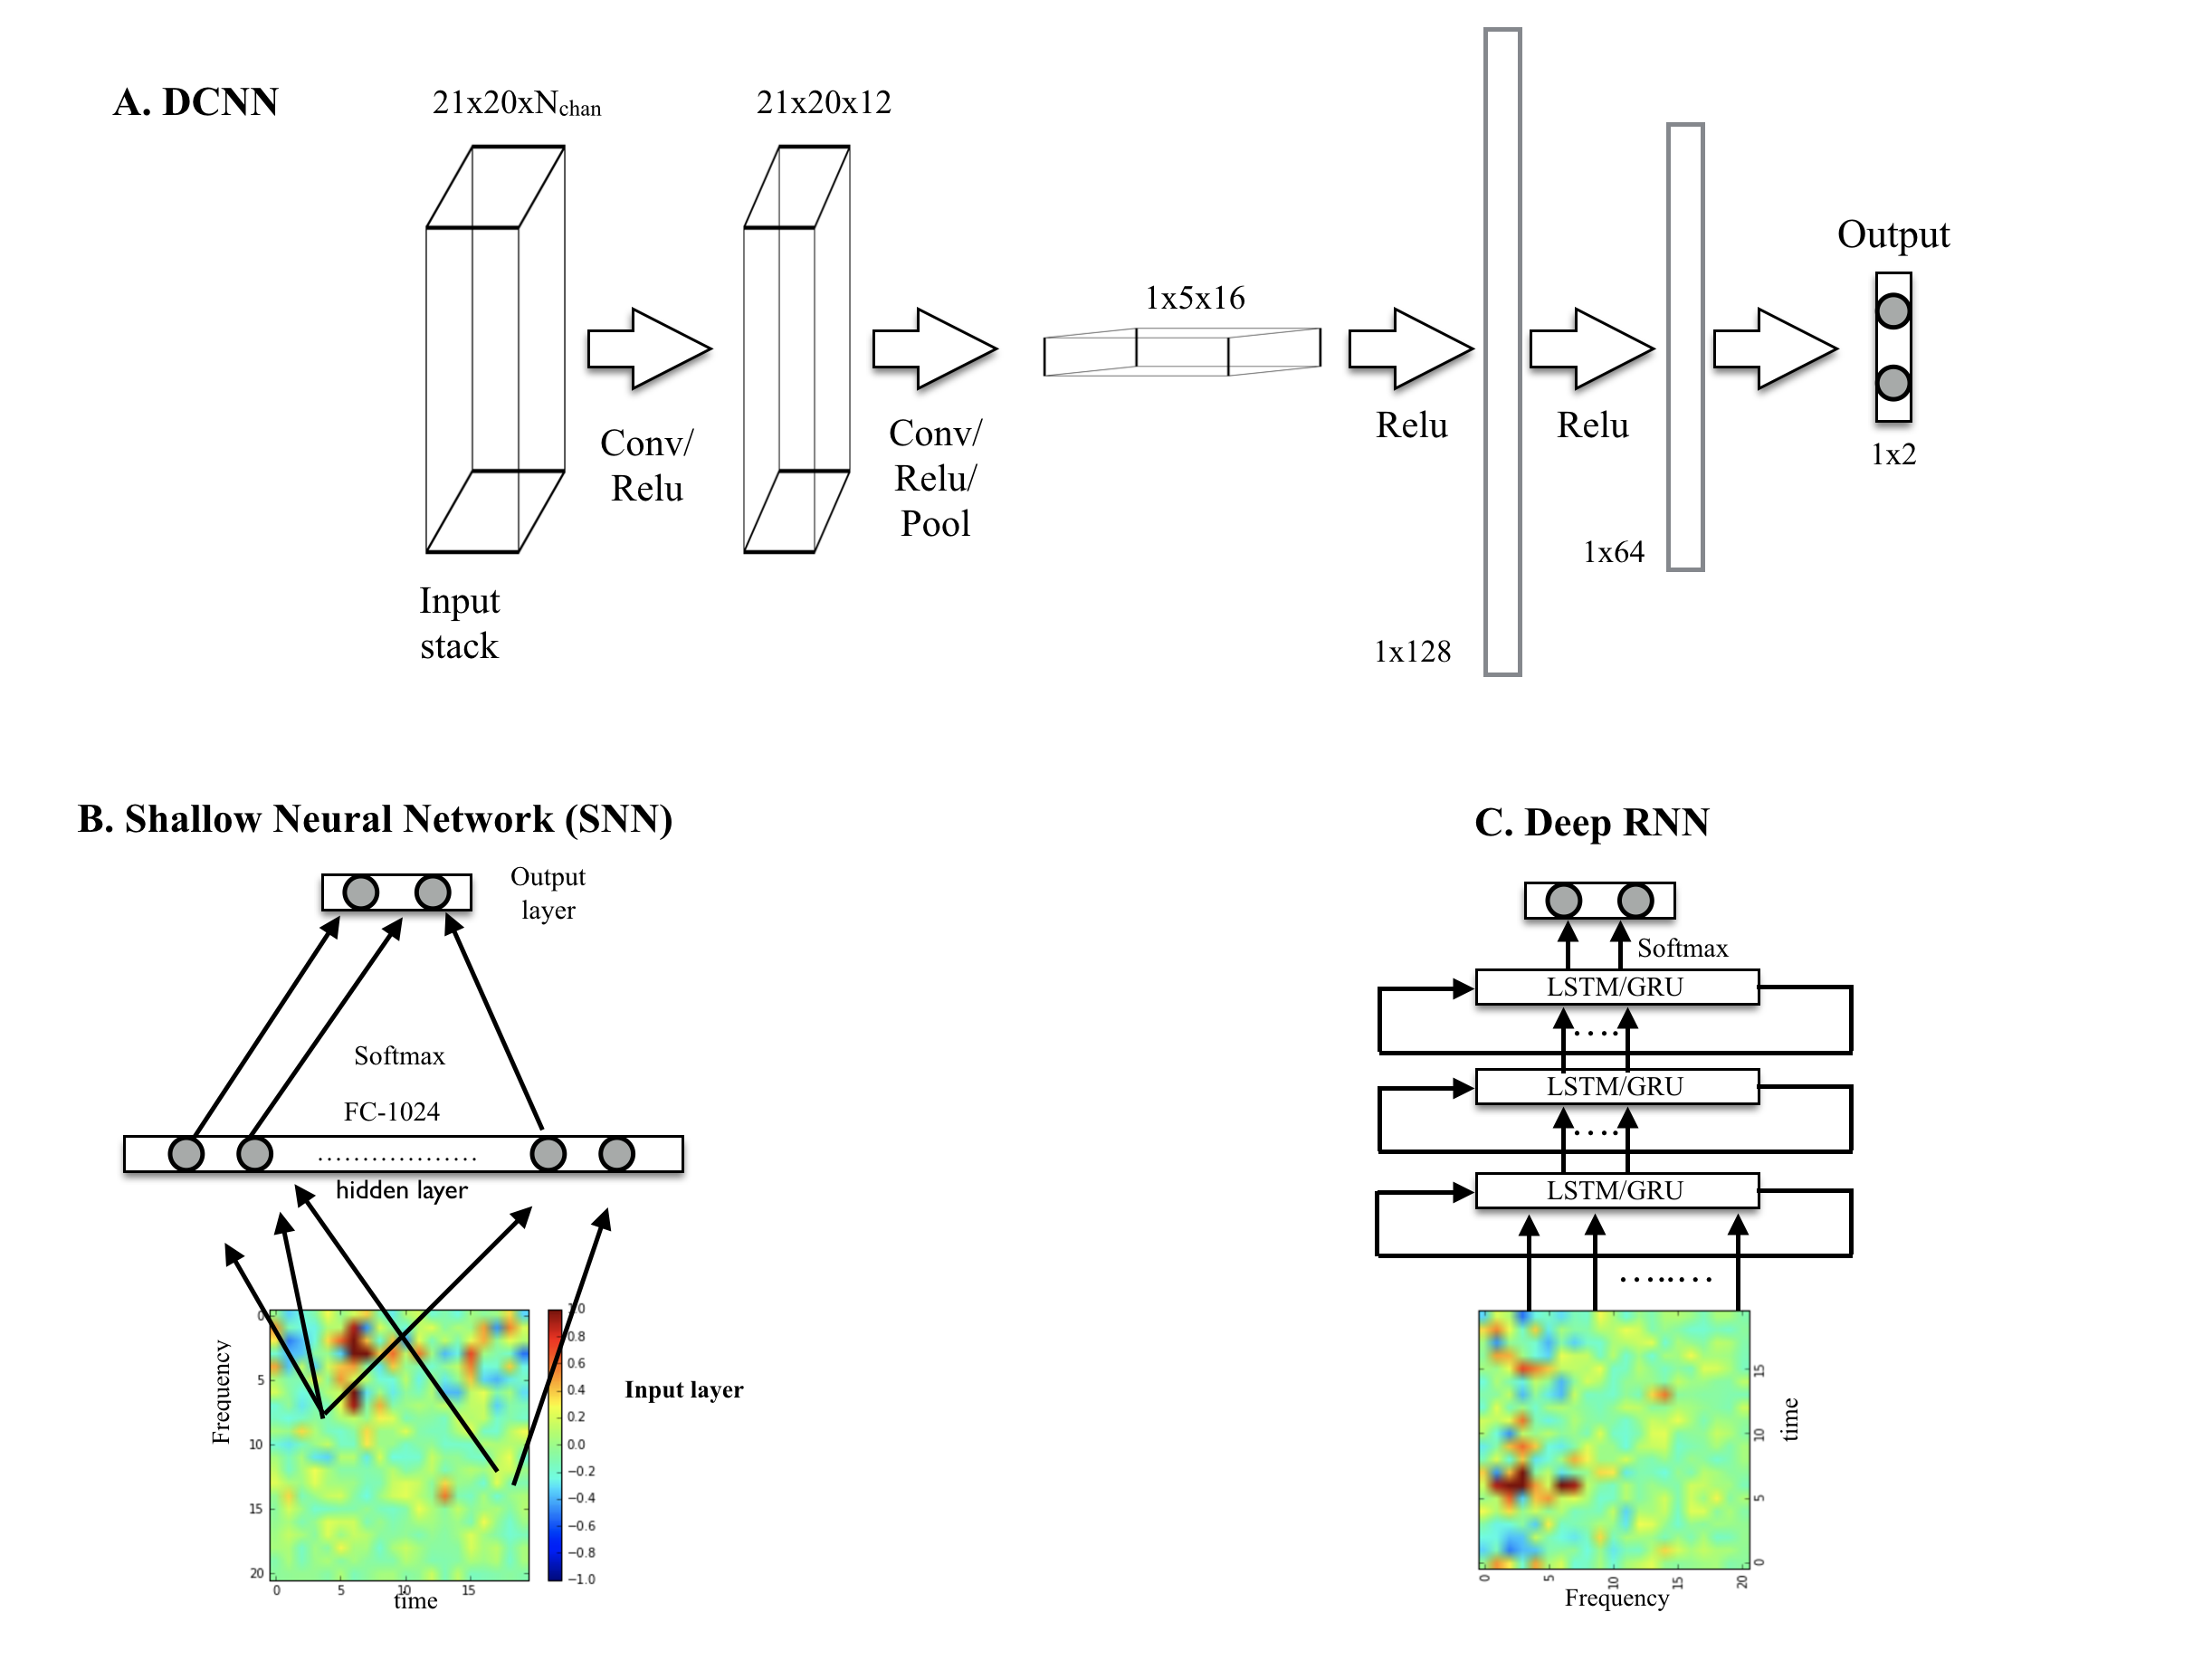 A. DCNN
21x20xNchan
21x20x12
1x5x16
Output
Conv/
Relu
Conv/
Relu/
Pool
Relu
Relu
1x2
1x64
Input
stack
1x128
B. Shallow Neural Network (SNN)
Output
layer
Softmax
FC-1024
..................
hidden layer
Frequency
0
5
10
15
20
0
5
10
15
time
1.0
0.8
0.6
0.4
0.2
0.0
−0.2
−0.4
−0.6
−0.8
−1.0
Input layer
C. Deep RNN
Softmax
LSTM/GRU
....
LSTM/GRU
....
LSTM/GRU
........
15
10
5
0
time
0
5
10
15
20
Frequency